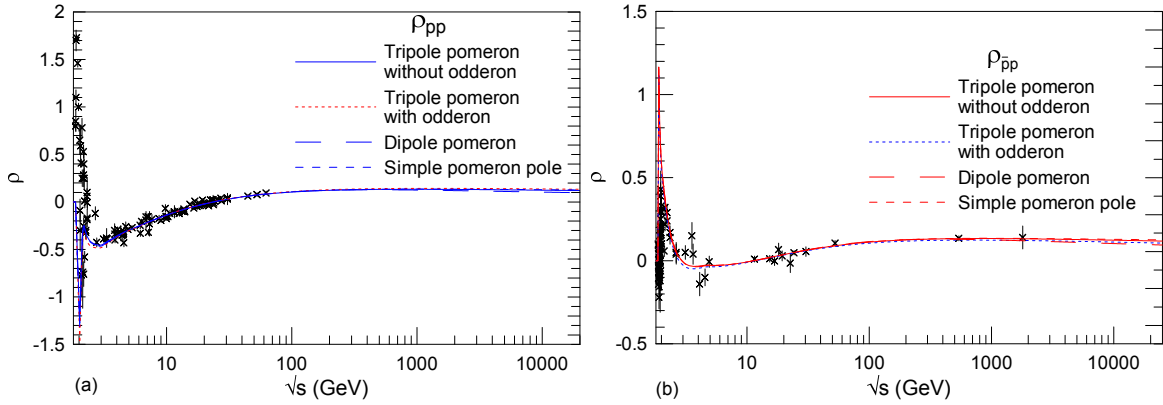 ρpp
Tripole pomeron
without odderon
Tripole pomeron
with odderon
Dipole pomeron
Simple pomeron pole
2
1.5
1
0.5
0
-0.5
-1
-1.5
ρ
10
100
1000
10000
(a)
√s (GeV)
ρp̄p
Tripole pomeron
without odderon
Tripole pomeron
with odderon
Dipole pomeron
Simple pomeron pole
1.5
1
0.5
0
-0.5
ρ
10
100
1000
10000
(b)
√s (GeV)